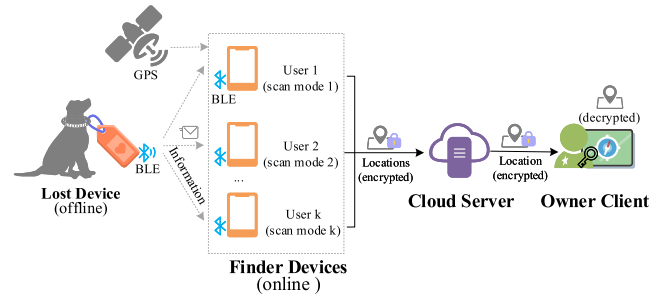 GPS
BLE
Lost Device
(offline)
Information
BLE
User 1
(scan mode 1)
User 2
(scan mode 2)
...
User k
(scan mode k)
Finder Devices
(online )
Locations
(encrypted)
Cloud Server
Location
(encrypted)
(decrypted)
Owner Client